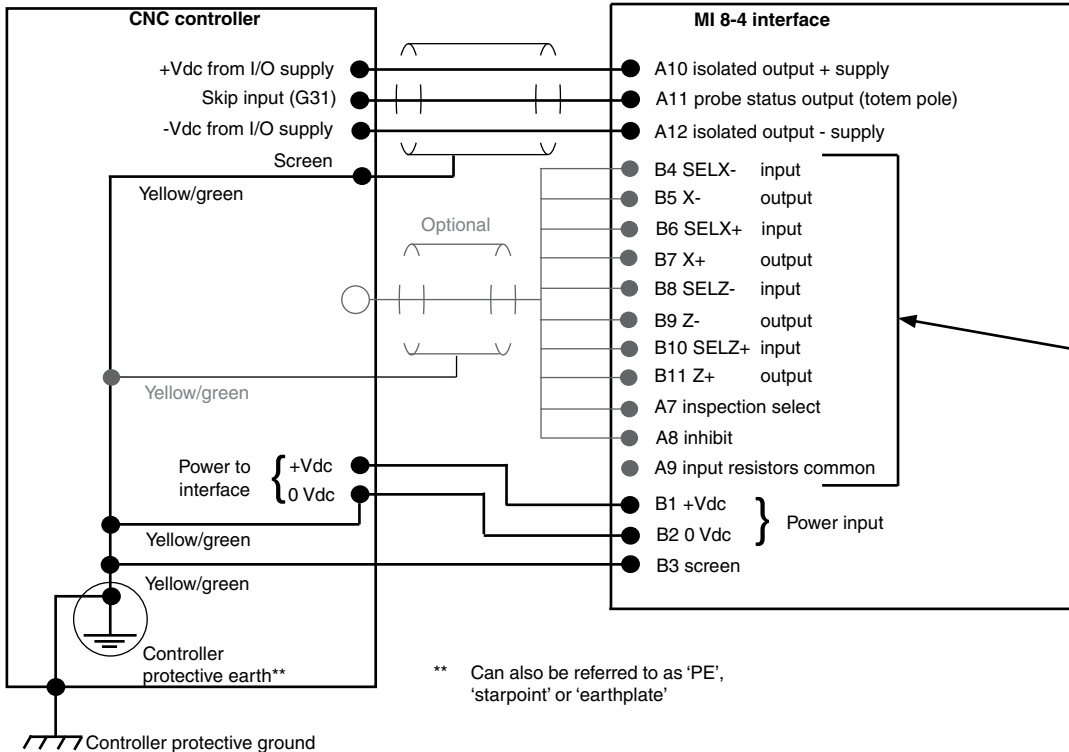 CNC controller
MI 8-4 interface
+Vdc from I/O supply
A10 isolated output + supply
Skip input (G31)
A11 probe status output (totem pole)
-Vdc from I/O supply
A12 isolated output - supply
Screen
Yellow/green
B4 SELX- input
B5 X- output
Optional
B6 SELX+ input
B7 X+ output
B8 SELZ- input
B9 Z- output
B10 SELZ+ input
B11 Z+ output
Yellow/green
A7 inspection select
A8 inhibit
A9 input resistors common
Power to
interface
{ +Vdc
0 Vdc
B1 +Vdc
B2 0 Vdc
} Power input
Yellow/green
B3 screen
Yellow/green
Controller
protective earth**
** Can also be referred to as ‘PE’,
‘starpoint’ or ‘earthplate’
Controller protective ground